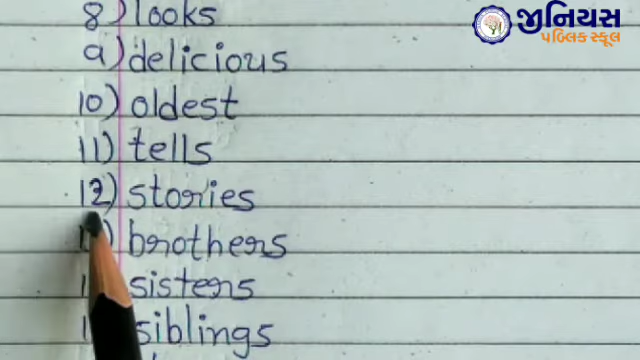 જીનિયસ
પબ્લિક સ્કૂલ
8) looks
9) delicious
10) oldest
11) tells
12) stories
brothers
sisters
siblings